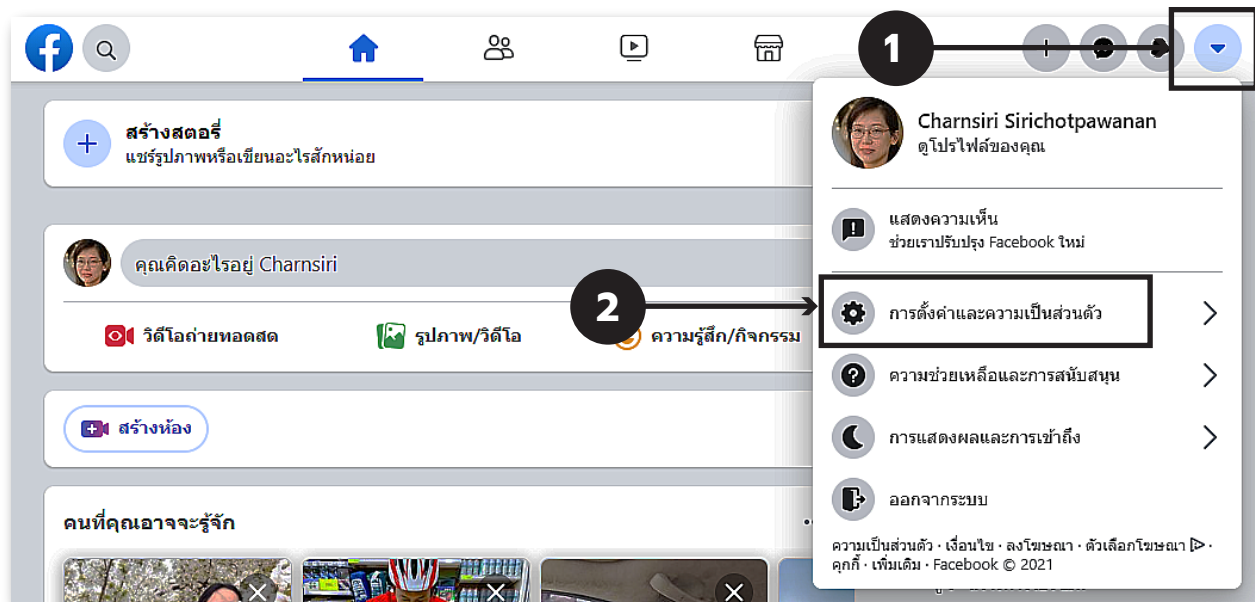 1
สร้างสตอรี่
แชร์รูปภาพหรือเขียนอะไรสักหน่อย
Charnsiri Sirichotpawanan
ดูโปรไฟล์ของคุณ
แสดงความเห็น
ช่วยเราปรับปรุง Facebook ใหม่
คุณคิดอะไรอยู่ Charnsiri
2
การตั้งค่าและความเป็นส่วนตัว
วิดีโอถ่ายทอดสด
รูปภาพ/วิดีโอ
ความรู้สึก/กิจกรรม
ความช่วยเหลือและการสนับสนุน
สร้างห้อง
การแสดงผลและการเข้าถึง
ออกจากระบบ
คนที่คุณอาจจะรู้จัก
ความเป็นส่วนตัว · เงื่อนไข · ลงโฆษณา · ตัวเลือกโฆษณา ·
คุกกี้ · เพิ่มเติม · Facebook © 2021